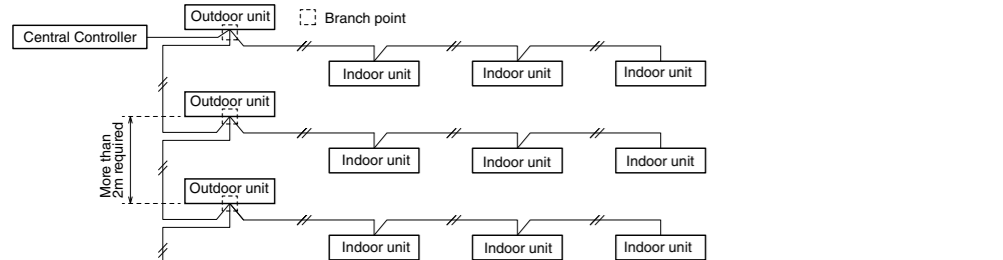 Outdoor unit
Branch point
Central Controller
Indoor unit
Indoor unit
Indoor unit
Outdoor unit
More than
2m required
Indoor unit
Indoor unit
Indoor unit
Outdoor unit
Indoor unit
Indoor unit
Indoor unit